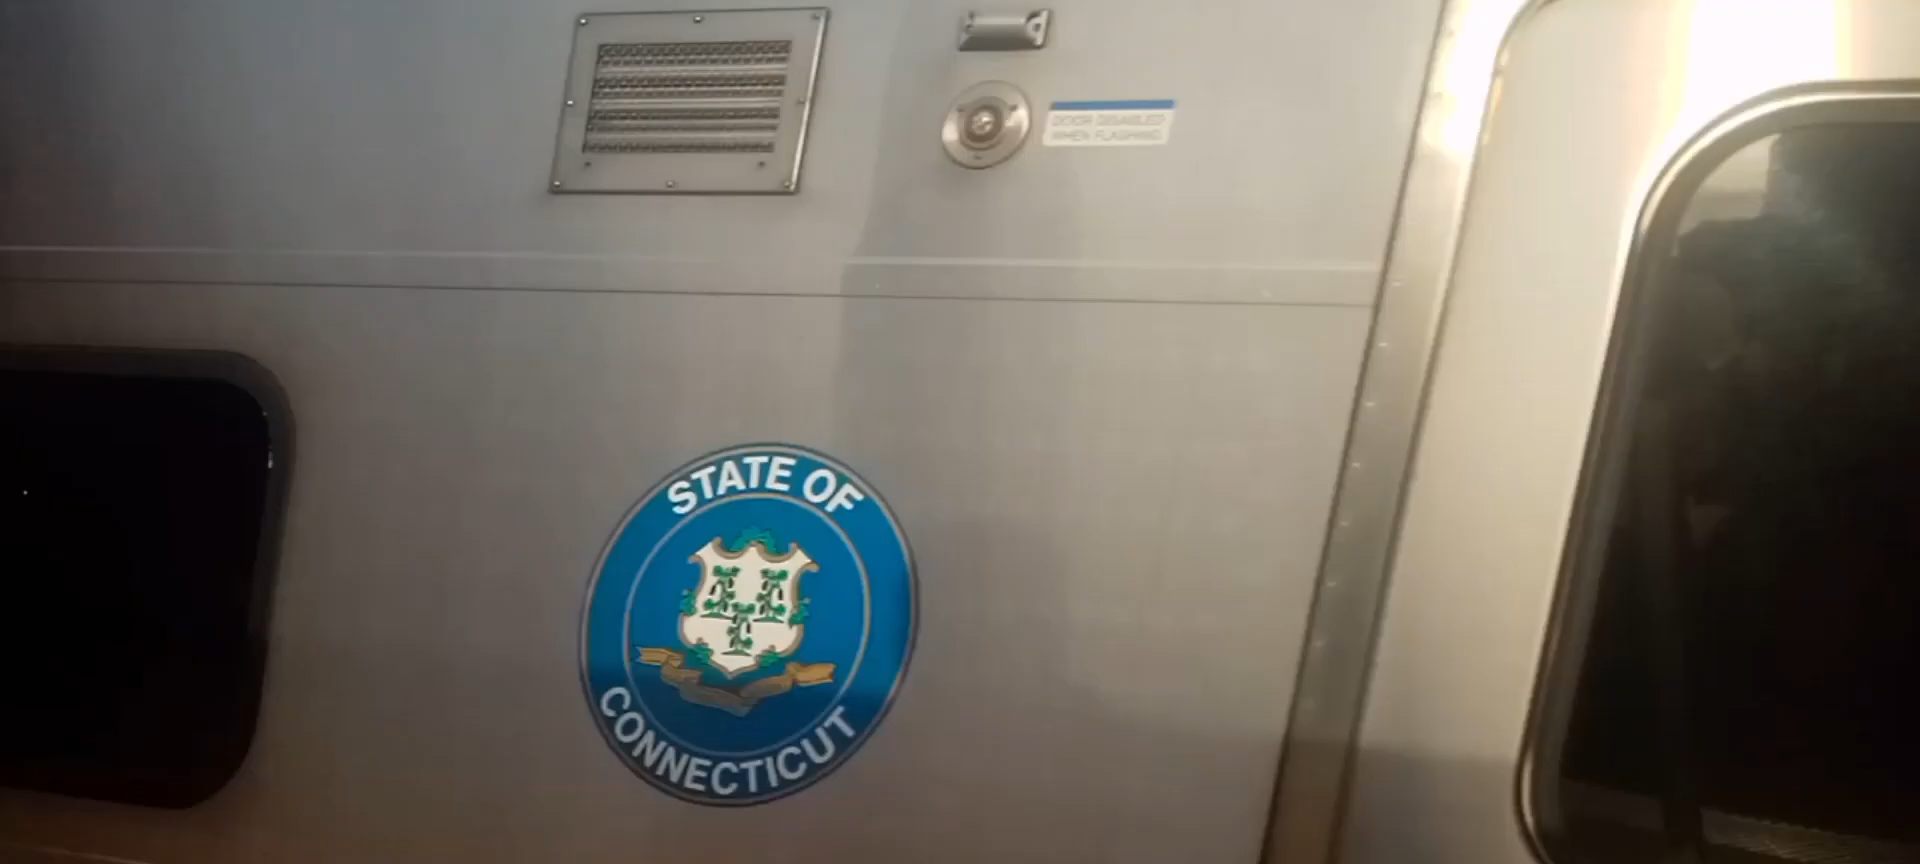 DOOR DISABLED
WHEN FLASHING
STATE OF
CONNECTICUT